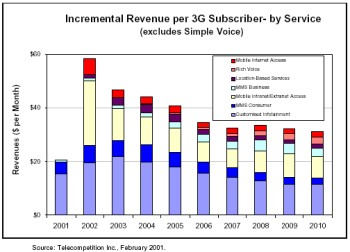 Incremental Revenue per 3G Subscriber- by Service
(excludes Simple Voice)
Revenues ($ per Month)
$60
$40
$20
$0
Mobile Internet Access
Rich Voice
Location-Based Services
MMS Business
Mobile Intranet/Extranet Access
MMS Consumer
Customised Infotainment
2001 2002 2003 2004 2005 2006 2007 2008 2009 2010
Source: Telecompetition Inc., February 2001.